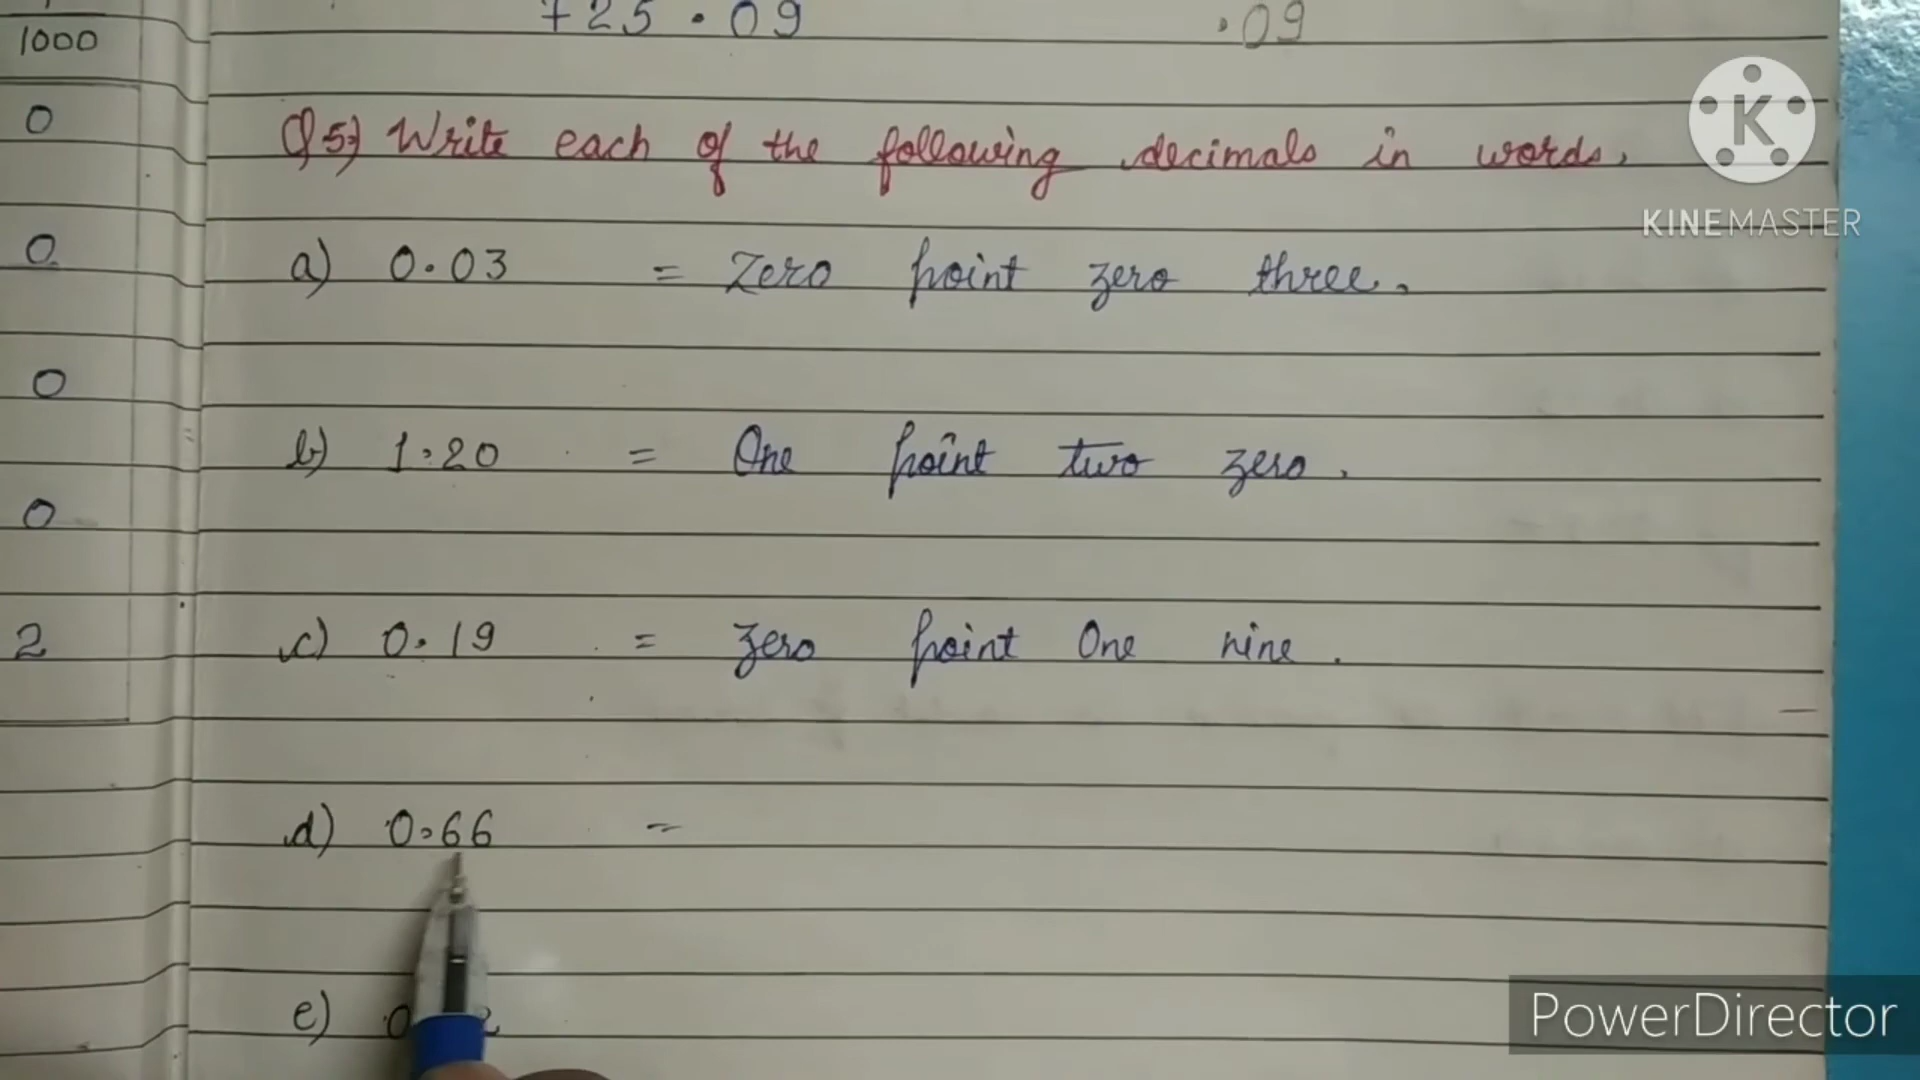 +25.09 .09
1000
0
Q5) Write each of the following decimals in words.
0
a) 0.03 = Zero point zero three.
0
b) 1.20 = One point two zero.
0
2
c) 0.19 = zero point One nine.
d) 0.66 =
e) 0
KINEMASTER
PowerDirector